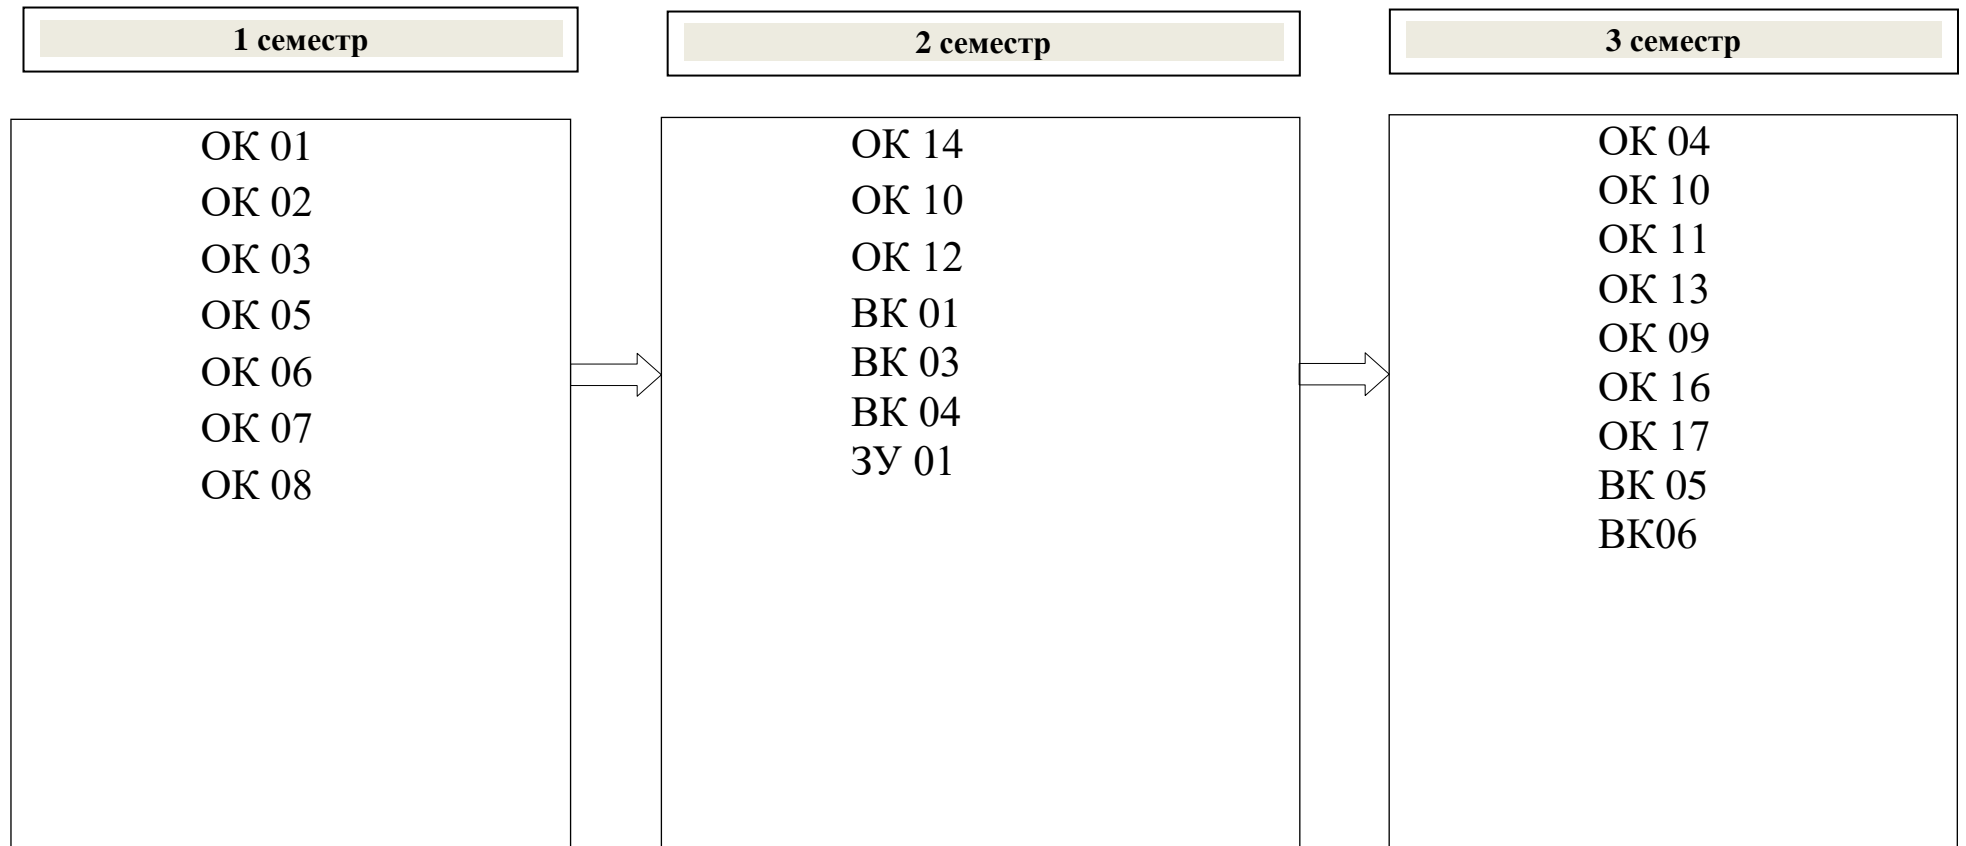 1 семестр
ОК 01
ОК 02
ОК 03
ОК 05
ОК 06
ОК 07
ОК 08
2 семестр
ОК 14
ОК 10
ОК 12
ВК 01
ВК 03
ВК 04
ЗУ 01
3 семестр
ОК 04
ОК 10
ОК 11
ОК 13
ОК 09
ОК 16
ОК 17
ВК 05
ВК06